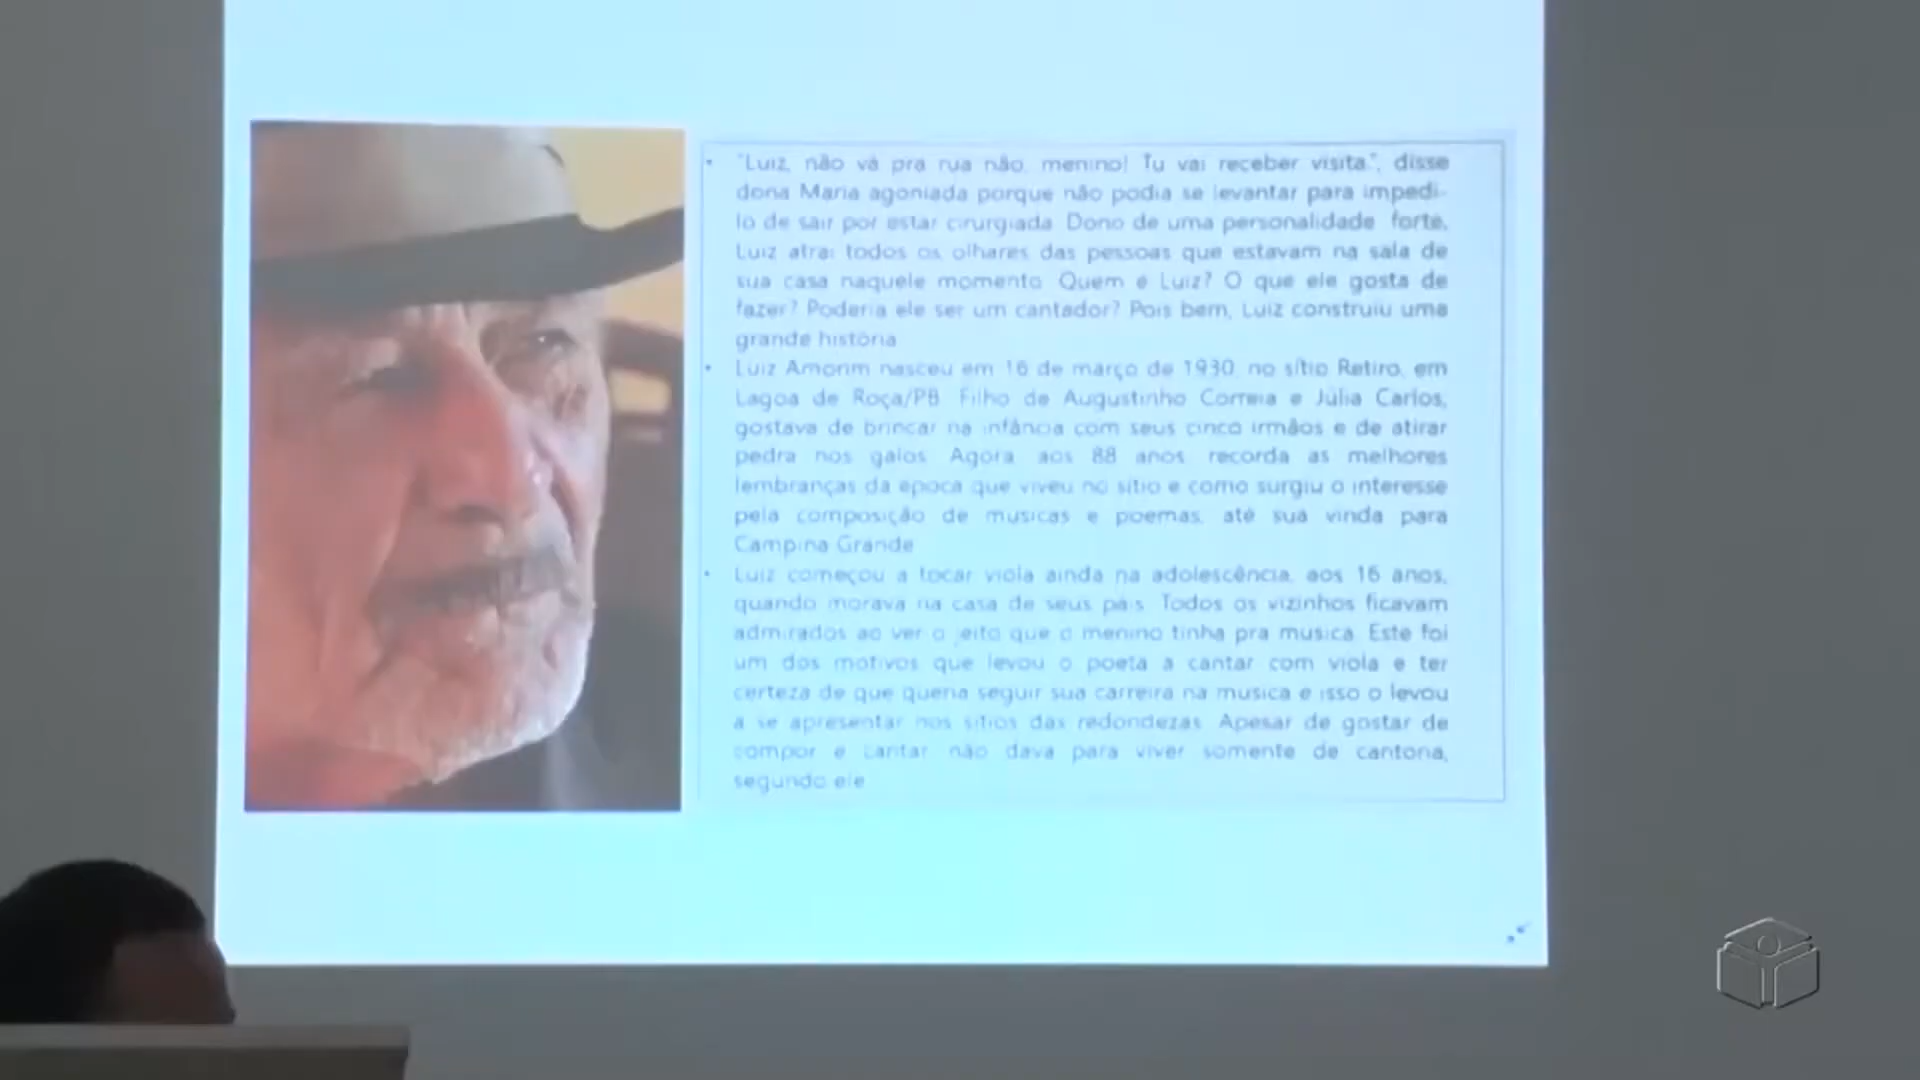 • "Luiz, não vá pra rua não, menino! Tu vai receber visita.", disse
dona Maria agoniada porque não podia se levantar para impedi-
lo de sair por estar cirurgiada. Dono de uma personalidade forte,
Luiz atrai todos os olhares das pessoas que estavam na sala de
sua casa naquele momento. Quem é Luiz? O que ele gosta de
fazer? Poderia ele ser um cantador? Pois bem, Luiz construiu uma
grande história
• Luiz Amorim nasceu em 16 de março de 1930, no sítio Retiro, em
Lagoa de Roça/PB. Filho de Augustinho Correia e Júlia Carlos,
gostava de brincar na infância com seus cinco irmãos e de atirar
pedra nos galos. Agora, aos 88 anos, recorda as melhores
lembranças da época que viveu no sítio e como surgiu o interesse
pela composição de musicas e poemas, até sua vinda para
Campina Grande
• Luiz começou a tocar viola ainda na adolescência, aos 16 anos,
quando morava na casa de seus pais. Todos os vizinhos ficavam
admirados ao ver o jeito que o menino tinha pra musica. Este foi
um dos motivos que levou o poeta a cantar com viola e ter
certeza de que queria seguir sua carreira na musica e isso o levou
a se apresentar nos sítios das redondezas. Apesar de gostar de
compor e cantar, não dava para viver somente de cantoria,
segundo ele